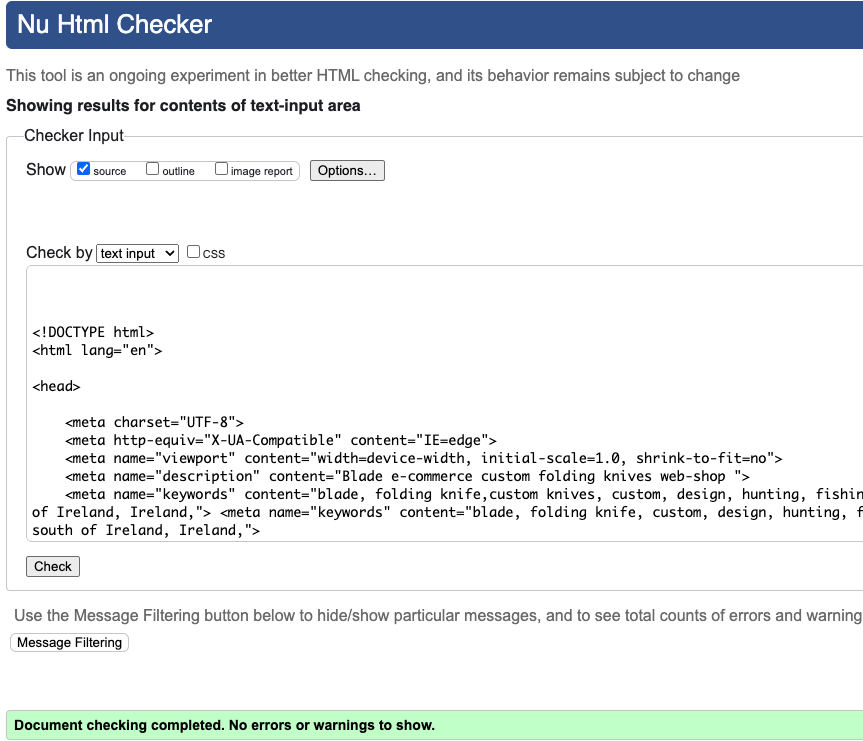 Nu Html Checker
This tool is an ongoing experiment in better HTML checking, and its behavior remains subject to change
Showing results for contents of text-input area
Checker Input
Show source outline image report Options...
Check by text input CSS
<!DOCTYPE html>
<html lang="en">
<head>
<meta charset="UTF-8">
<meta http-equiv="X-UA-Compatible" content="IE=edge">
<meta name="viewport" content="width=device-width, initial-scale=1.0, shrink-to-fit=no">
<meta name="description" content="Blade e-commerce custom folding knives web-shop ">
<meta name="keywords" content="blade, folding knife,custom knives, custom, design, hunting, fishin
of Ireland, Ireland,"> <meta name="keywords" content="blade, folding knife, custom, design, hunting, f
south of Ireland, Ireland,">
Check
Use the Message Filtering button below to hide/show particular messages, and to see total counts of errors and warning
Message Filtering
Document checking completed. No errors or warnings to show.